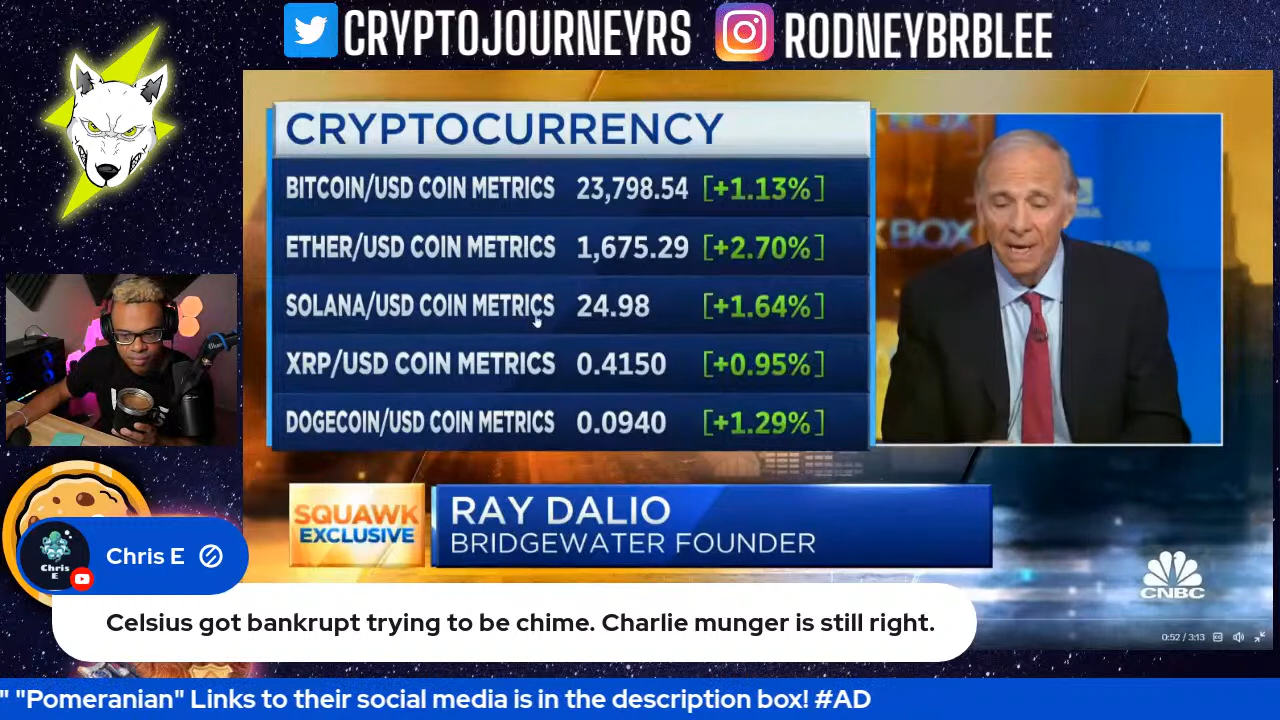 CRYPTOJOURNEYRS RODNEYBRBLEE
CRYPTOCURRENCY
BITCOIN/USD COIN METRICS 23,798.54 [+1.13%]
ETHER/USD COIN METRICS 1,675.29 [+2.70%]
SOLANA/USD COIN METRICS 24.98 [+1.64%]
XRP/USD COIN METRICS 0.4150 [+0.95%]
DOGECOIN/USD COIN METRICS 0.0940 [+1.29%]
BOX
SQUAWK
EXCLUSIVE
RAY DALIO
BRIDGEWATER FOUNDER
CNBC
Chris
E
Chris E
Celsius got bankrupt trying to be chime. Charlie munger is still right.
0:52 / 3:13
" "Pomeranian" Links to their social media is in the description box! #AD